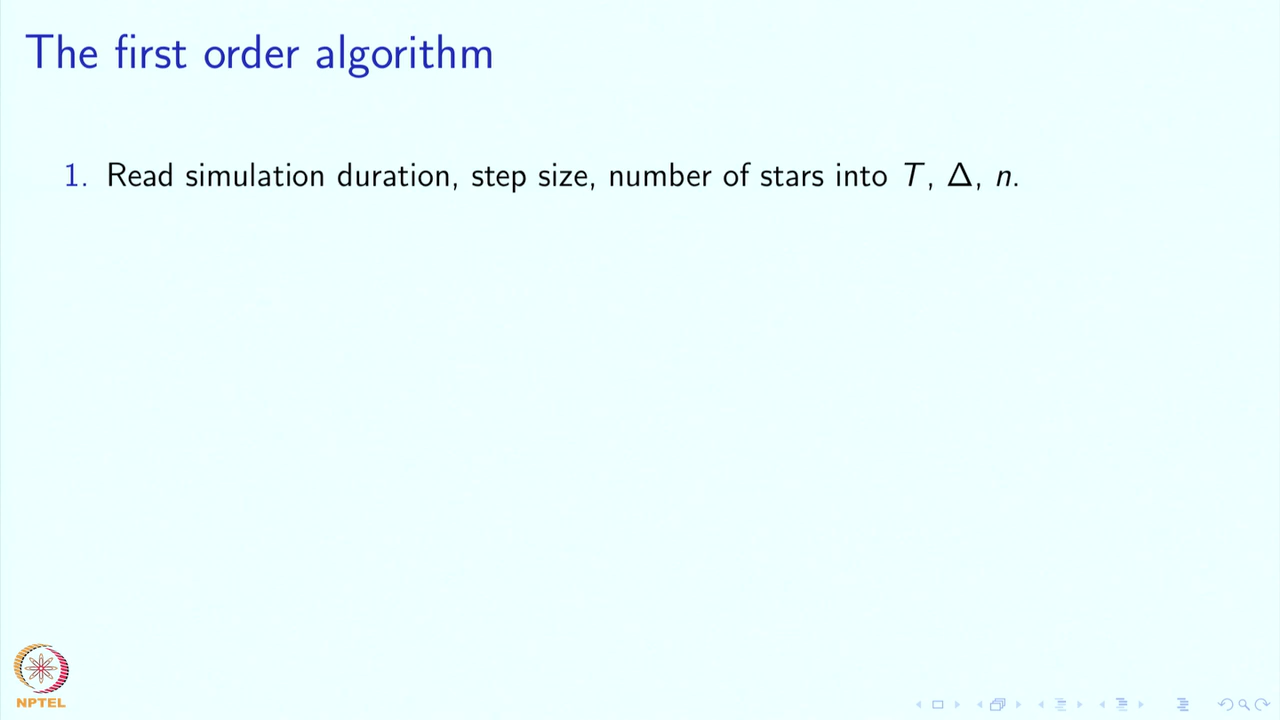 The first order algorithm
1. Read simulation duration, step size, number of stars into T, Δ, n.
NPTEL